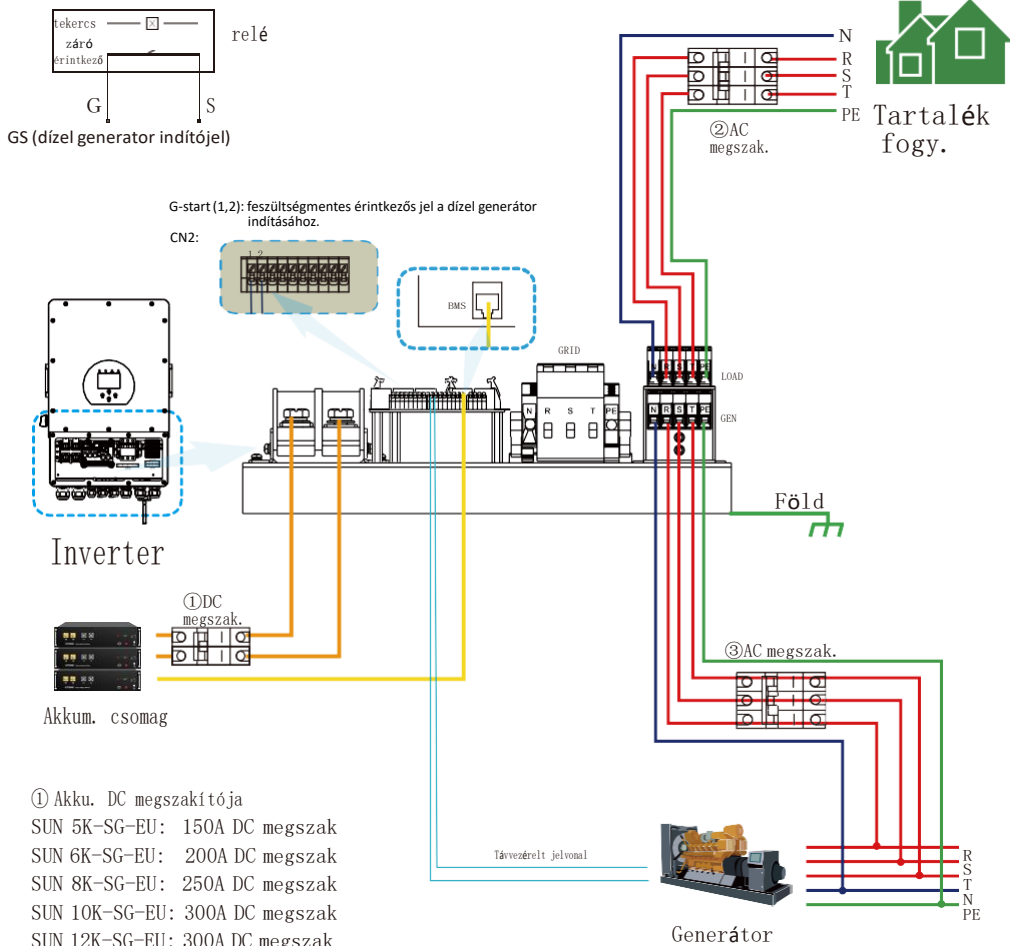 tekercs
záró
érintkező
relé
G
S
GS (dízel generator indítójel)
N
R
S
T
PE
Tartalék
fogy.
②AC
megszak.
G-start (1,2): feszültségmentes érintkezős jel a dízel generátor
indításához.
CN2:
1 2
BMS
GRID
N R S T PE
LOAD
N R S T PE
N R S T PE
GEN
Föld
Inverter
①DC
megszak.
③AC megszak.
Akkum. csomag
① Akku. DC megszakítója
SUN 5K-SG-EU: 150A DC megszak
SUN 6K-SG-EU: 200A DC megszak
SUN 8K-SG-EU: 250A DC megszak
SUN 10K-SG-EU: 300A DC megszak
SUN 12K-SG-EU: 300A DC megszak
Távvezérelt jelvonal
R
S
T
N
PE
Generátor